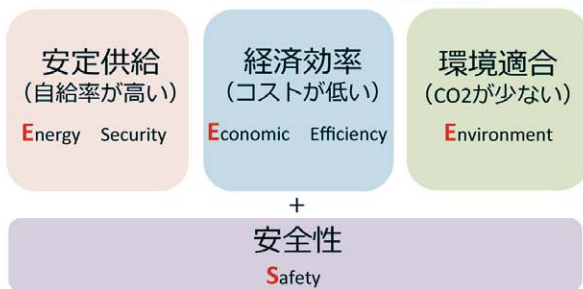 安定供給
(自給率が高い)
Energy Security
経済効率
(コストが低い)
Economic Efficiency
環境適合
(CO2が少ない)
Environment
+
安全性
Safety